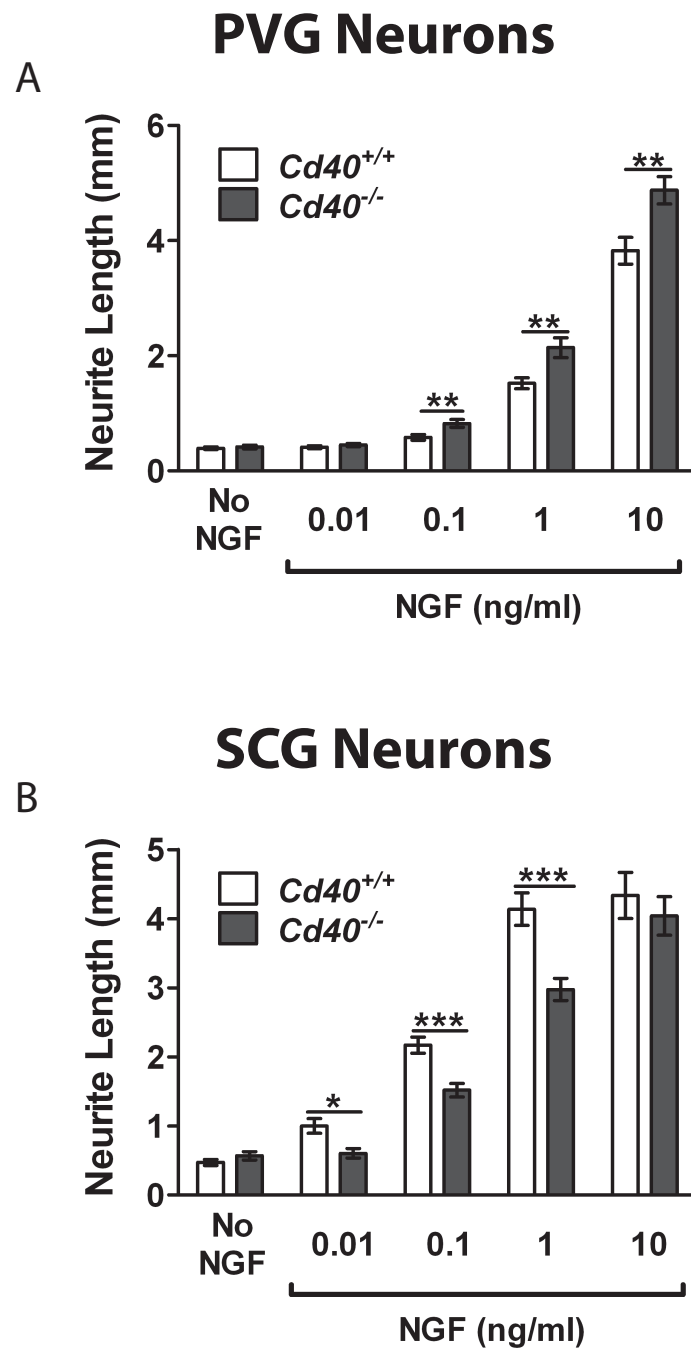 PVG Neurons
A
Neurite Length (mm)
6
4
2
0
Cd40+/+
Cd40-/-
**
**
**
No NGF
0.01
0.1
1
10
NGF (ng/ml)
SCG Neurons
B
Neurite Length (mm)
5
4
3
2
1
0
Cd40+/+
Cd40-/-
*
***
***
No NGF
0.01
0.1
1
10
NGF (ng/ml)